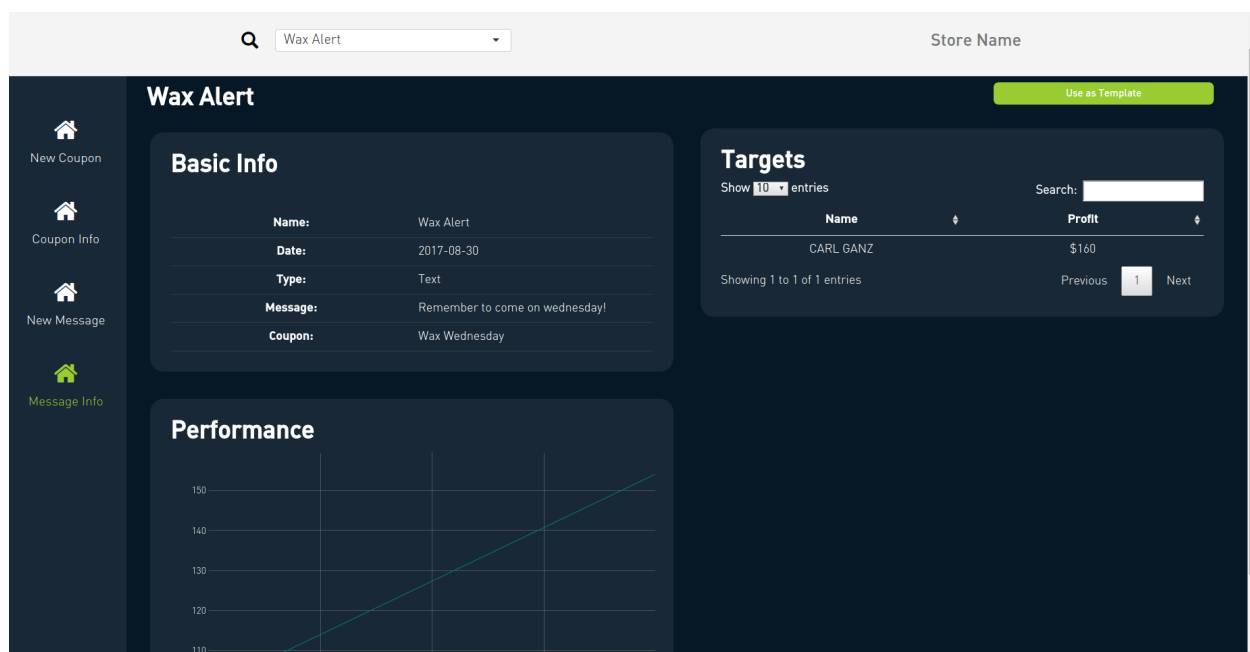 Wax Alert
Store Name
Wax Alert
Use as Template
New Coupon
Coupon Info
New Message
Message Info
Basic Info
Name: Wax Alert
Date: 2017-08-30
Type: Text
Message: Remember to come on wednesday!
Coupon: Wax Wednesday
Targets
Show 10 entries
Search:
Name Profit
CARL GANZ $160
Showing 1 to 1 of 1 entries
Previous 1 Next
Performance
150
140
130
120
110